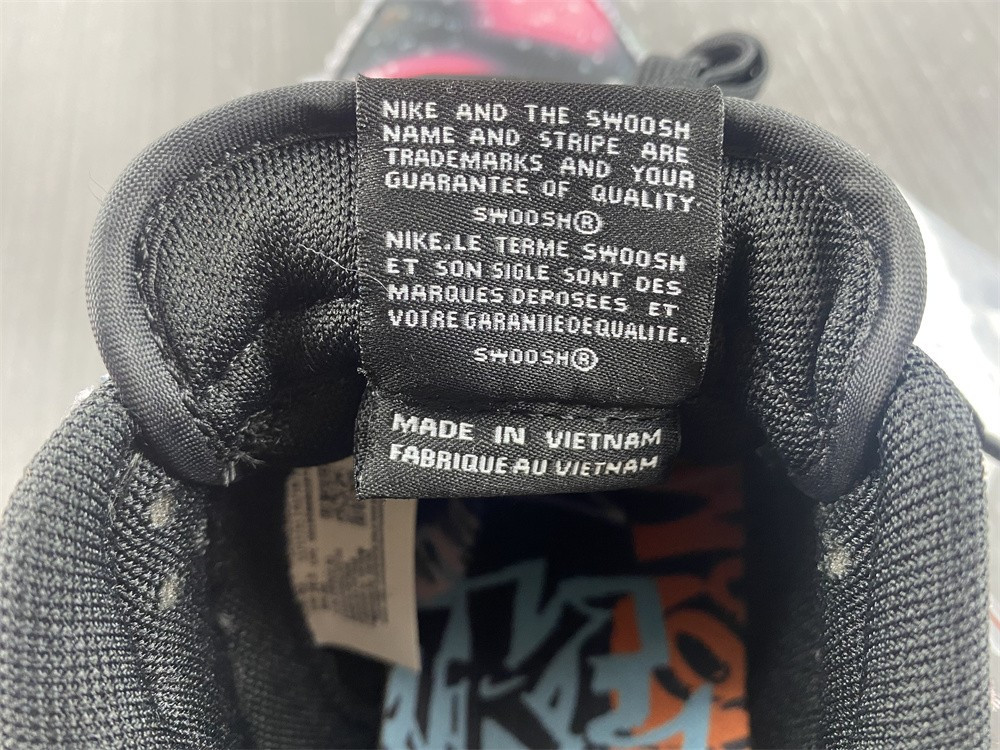 NIKE AND THE SWOOSH
NAME AND STRIPE ARE
TRADEMARKS AND YOUR
GUARANTEE OF QUALITY
SWOOSH®
NIKE.LE TERME SWOOSH
ET SON SIGLE SONT DES
MARQUES DEPOSEES ET
VOTRE GARANTIE DE QUALITE.
SWOOSH®
MADE IN VIETNAM
FABRIQUE AU VIETNAM